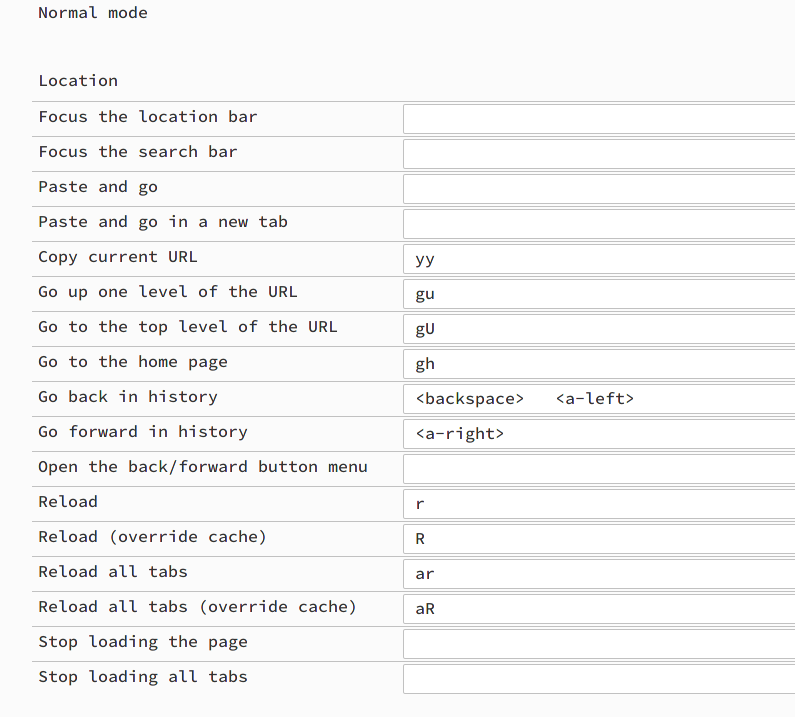 Normal mode
Location
Focus the location bar
Focus the search bar
Paste and go
Paste and go in a new tab
Copy current URL yy
Go up one level of the URL gu
Go to the top level of the URL gU
Go to the home page gh
Go back in history <backspace> <a-left>
Go forward in history <a-right>
Open the back/forward button menu
Reload r
Reload (override cache) R
Reload all tabs ar
Reload all tabs (override cache) aR
Stop loading the page
Stop loading all tabs